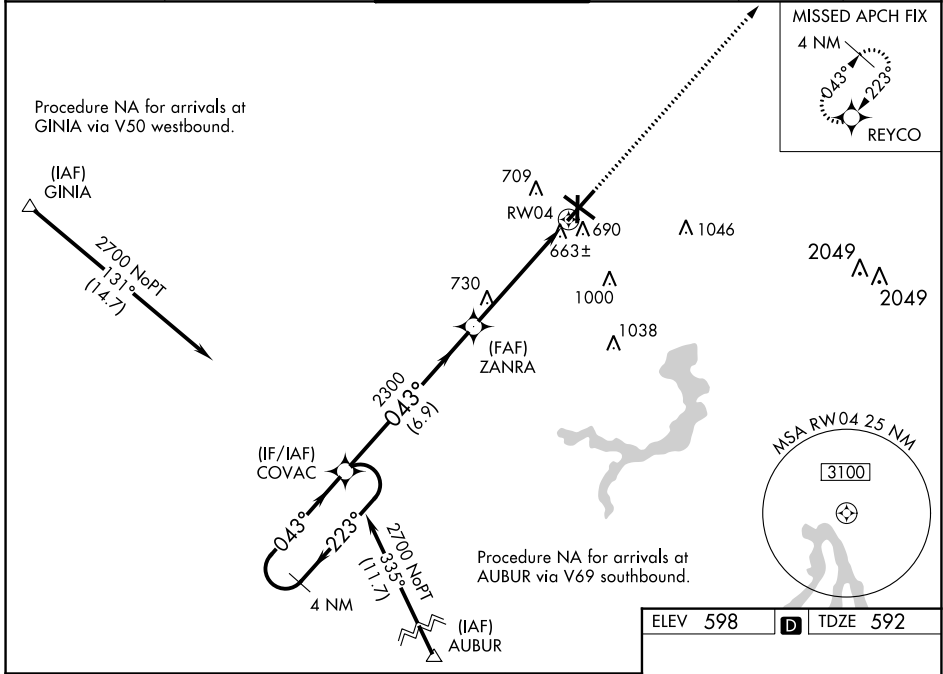 MISSED APCH FIX
4 NM
043°
223°
REYCO
Procedure NA for arrivals at
GINIA via V50 westbound.
(IAF)
GINIA
2700 NoPT
131°
(14.7)
709
RW04
690
663±
1046
2049
2049
730
1000
1038
(FAF)
ZANRA
2300
043°
(6.9)
(IF/IAF)
COVAC
043°
223°
4 NM
2700 NoPT
335°
(11.7)
(IAF)
AUBUR
Procedure NA for arrivals at
AUBUR via V69 southbound.
MSA RW04 25 NM
3100
ELEV 598 D TDZE 592